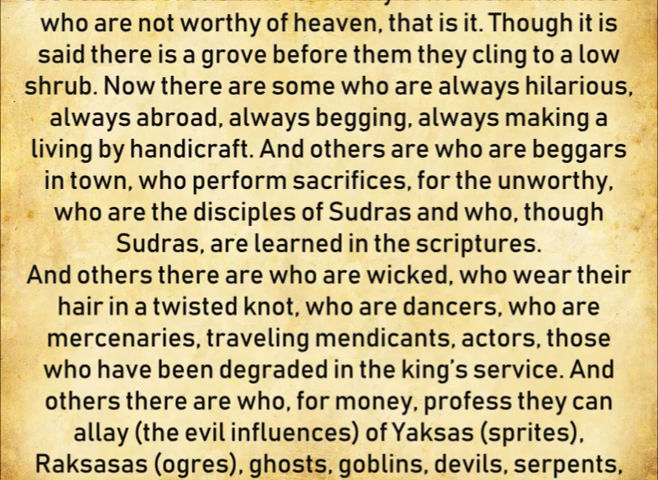 who are not worthy of heaven, that is it. Though it is
said there is a grove before them they cling to a low
shrub. Now there are some who are always hilarious,
always abroad, always begging, always making a
living by handicraft. And others are who are beggars
in town, who perform sacrifices, for the unworthy,
who are the disciples of Sudras and who, though
Sudras, are learned in the scriptures.
And others there are who are wicked, who wear their
hair in a twisted knot, who are dancers, who are
mercenaries, traveling mendicants, actors, those
who have been degraded in the king's service. And
others there are who, for money, profess they can
allay (the evil influences) of Yaksas (sprites),
Raksasas (ogres), ghosts, goblins, devils, serpents,